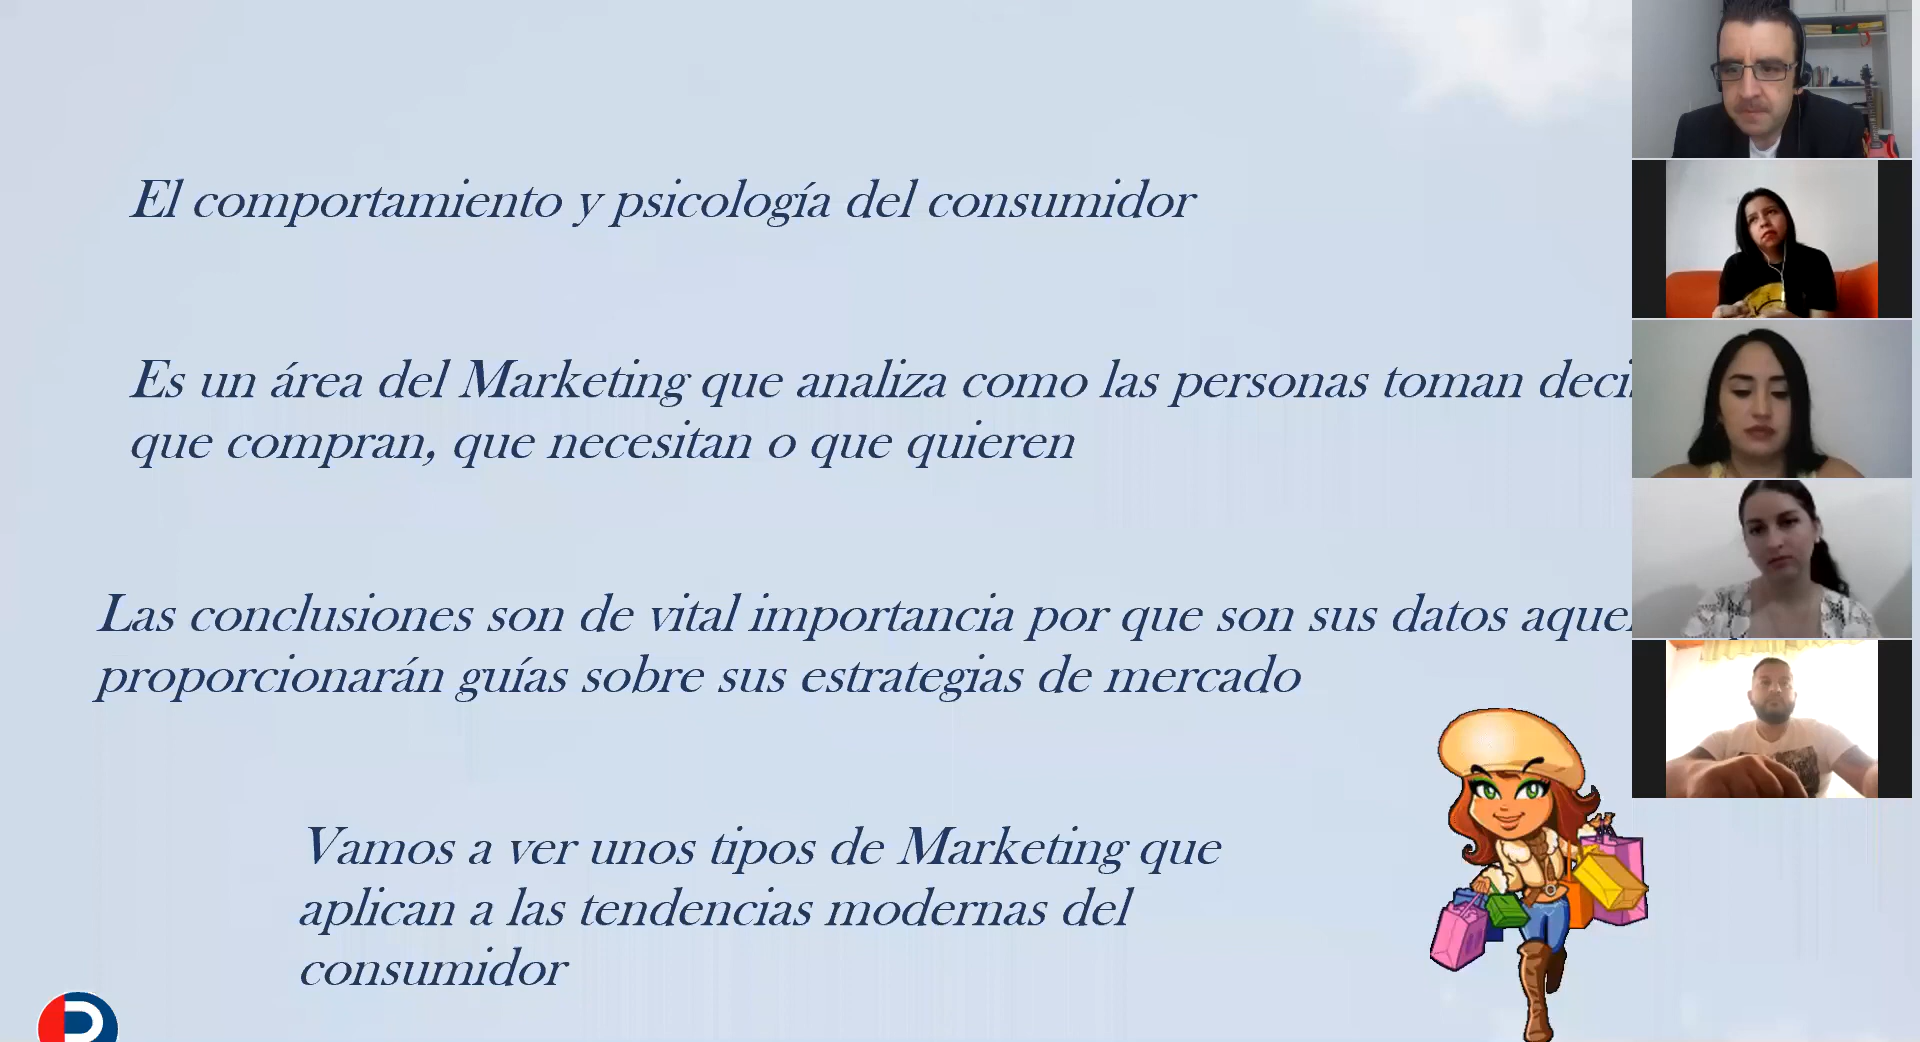 El comportamiento y psicología del consumidor
Es un área del Marketing que analiza como las personas toman
que compran, que necesitan o que quieren
Las conclusiones son de vital importancia por que son sus datos
proporcionarán guías sobre sus estrategias de mercado
Vamos a ver unos tipos de Marketing que
aplican a las tendencias modernas del
consumidor